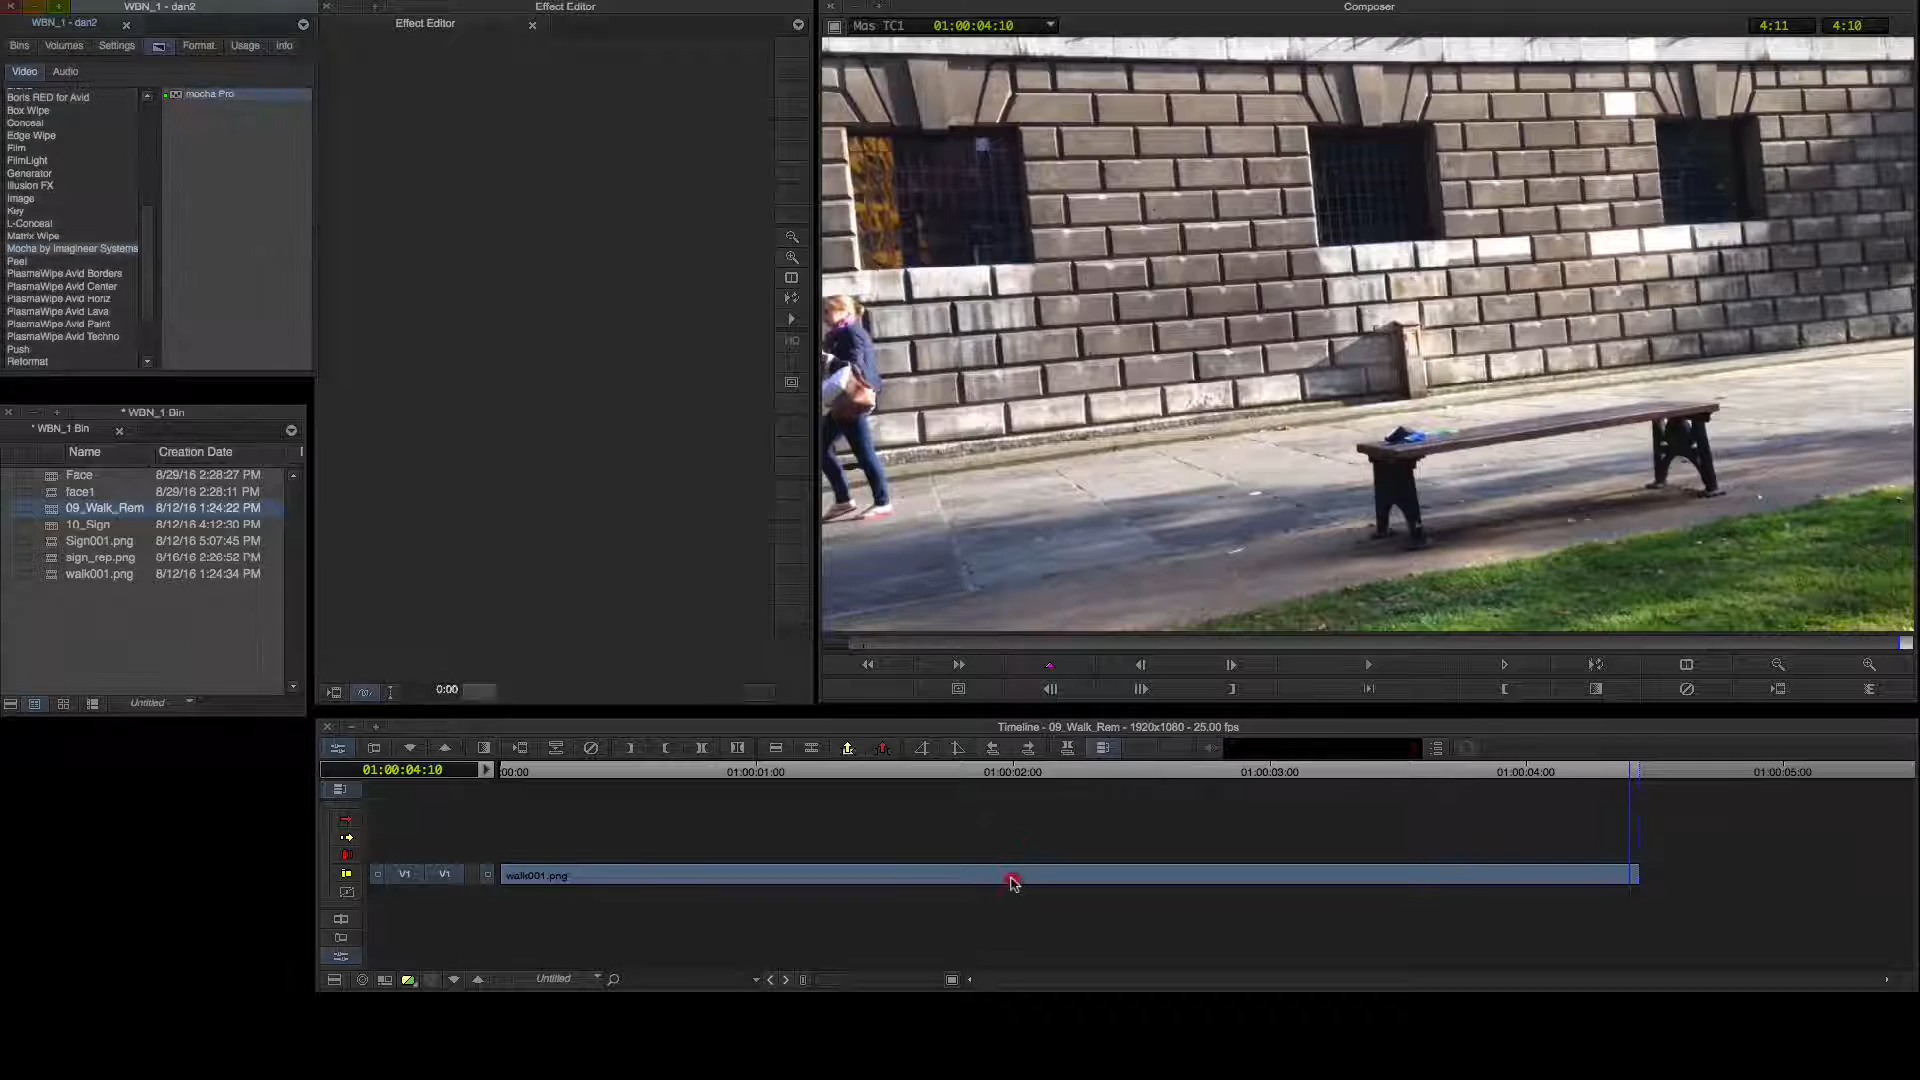 WBN_1 - dan2
WBN_1 - dan2
Bins Volumes Settings Format Usage Info
Video Audio
Boris RED for Avid
Box Wipe
Conceal
Edge Wipe
Film
FilmLight
Generator
Illusion FX
Image
Key
L-Conceal
Matrix Wipe
Mocha by Imagineer Systems
Peel
PlasmaWipe Avid Borders
PlasmaWipe Avid Center
PlasmaWipe Avid Horiz
PlasmaWipe Avid Lava
PlasmaWipe Avid Paint
PlasmaWipe Avid Techno
Push
Reformat
mocha Pro
* WBN_1 Bin
* WBN_1 Bin
Name Creation Date
Face 8/29/16 2:28:27 PM
face1 8/29/16 2:28:11 PM
09_Walk_Rem 8/12/16 1:24:22 PM
10_Sign 8/12/16 4:12:30 PM
Sign001.png 8/12/16 5:07:45 PM
sign_rep.png 8/16/16 2:26:52 PM
walk001.png 8/12/16 1:24:34 PM
Untitled
Effect Editor
Effect Editor
HQ
0:00
Composer
Mas TC1 01:00:04:10 4:11 4:10
Timeline - 09_Walk_Rem - 1920x1080 - 25.00 fps
01:00:04:10
:00:00 01:00:01:00 01:00:02:00 01:00:03:00 01:00:04:00 01:00:05:00
V1 V1 walk001.png
Untitled